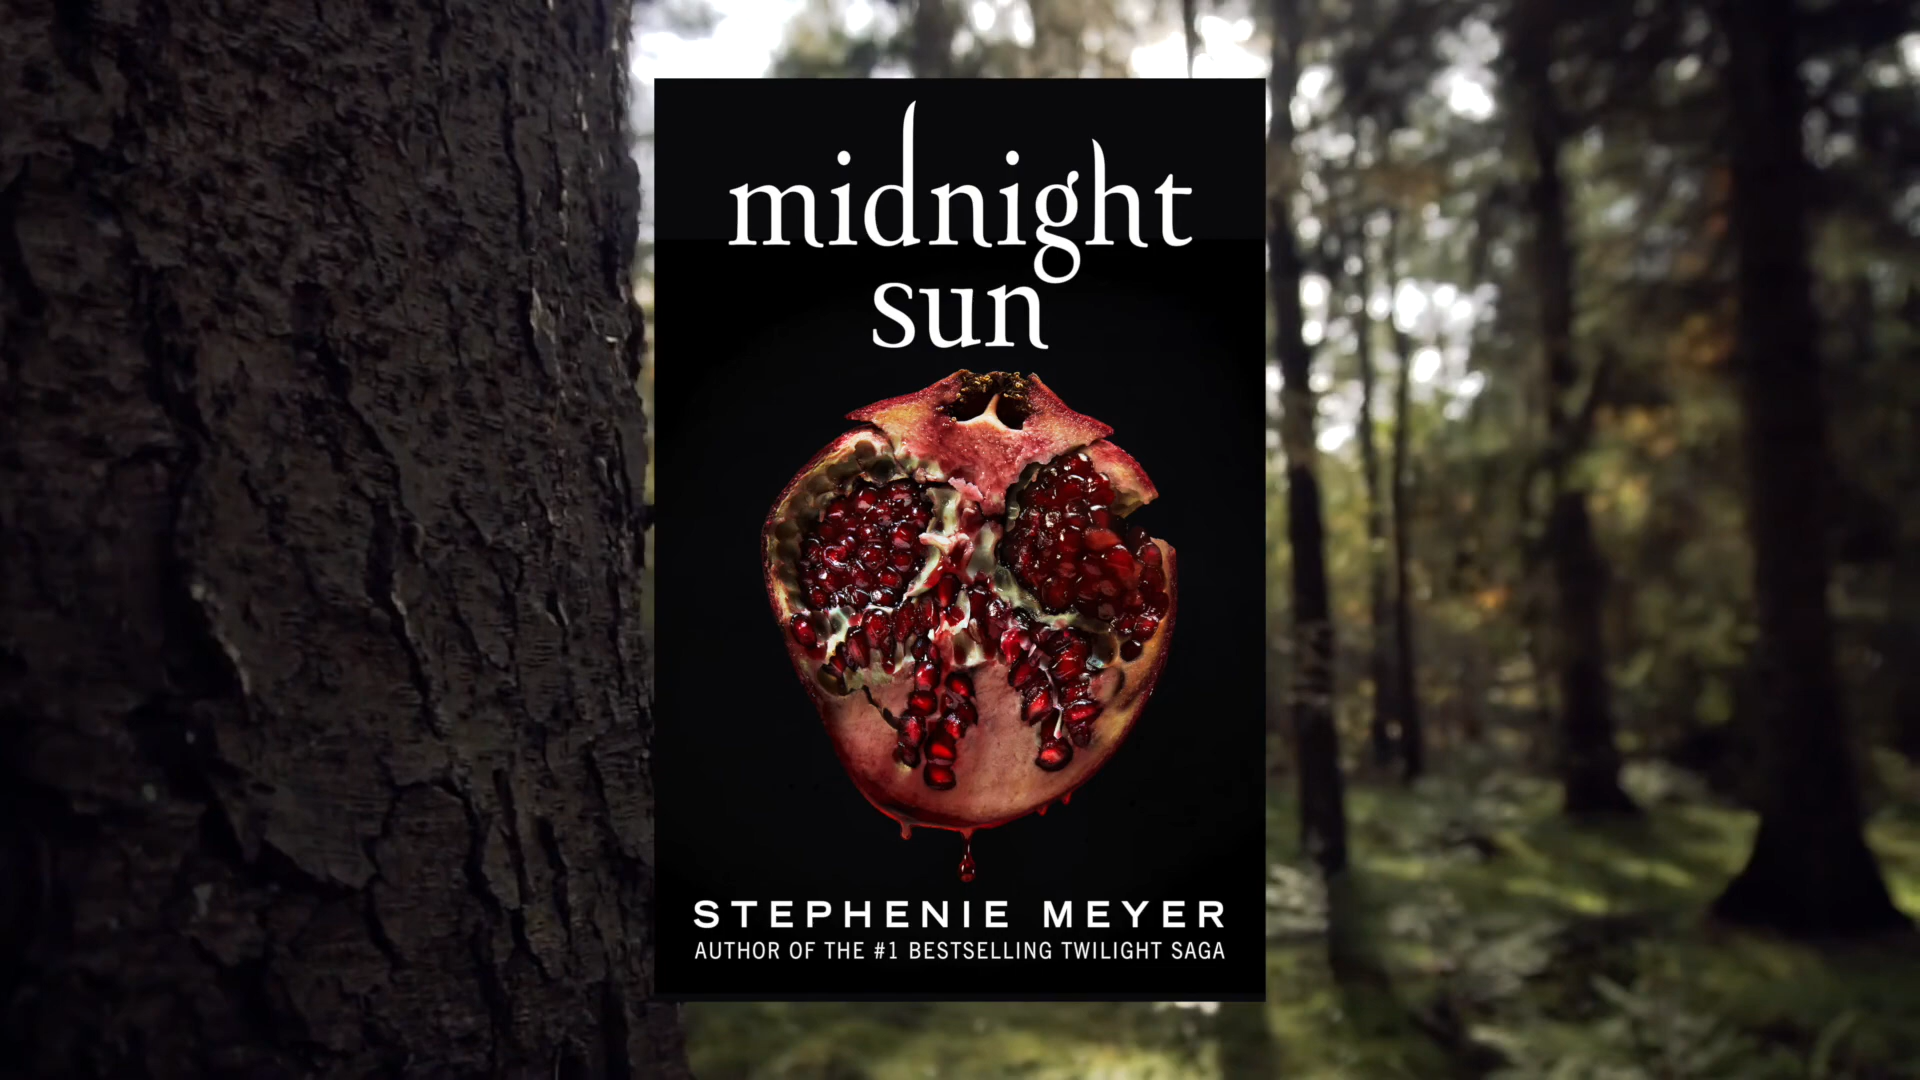 midnight
sun
STEPHENIE MEYER
AUTHOR OF THE #1 BESTSELLING TWILIGHT SAGA